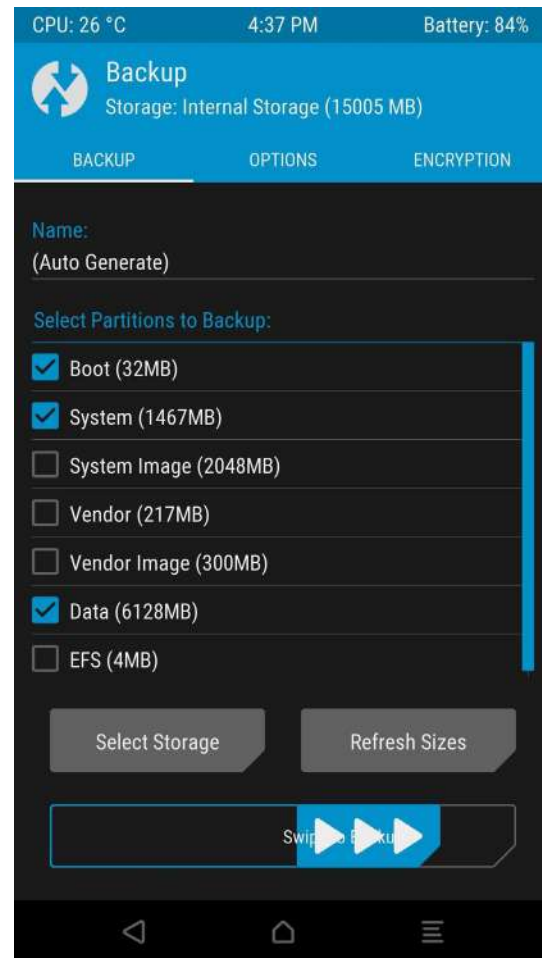 CPU: 26 °C 4:37 PM Battery: 84%
Backup
Storage: Internal Storage (15005 MB)
BACKUP OPTIONS ENCRYPTION
Name:
(Auto Generate)
Select Partitions to Backup:
Boot (32MB)
System (1467MB)
System Image (2048MB)
Vendor (217MB)
Vendor Image (300MB)
Data (6128MB)
EFS (4MB)
Select Storage Refresh Sizes